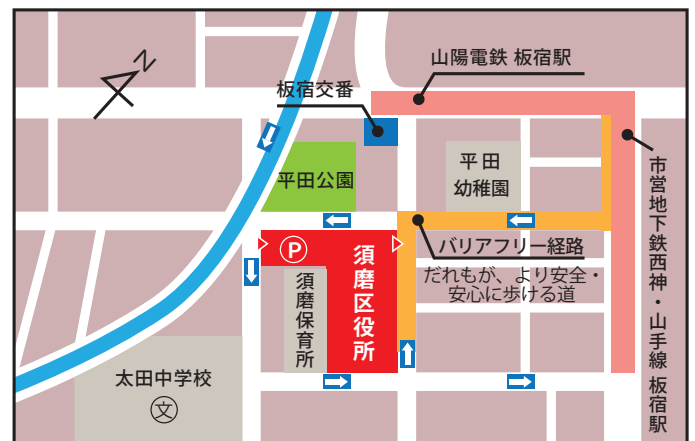 N
山陽電鉄 板宿駅
板宿交番
平田公園
平田
幼稚園
市営地下鉄西神・山手線 板宿駅
バリアフリー経路
だれもが、より安全・
安心に歩ける道
P
須磨区役所
須磨保育所
太田中学校
文